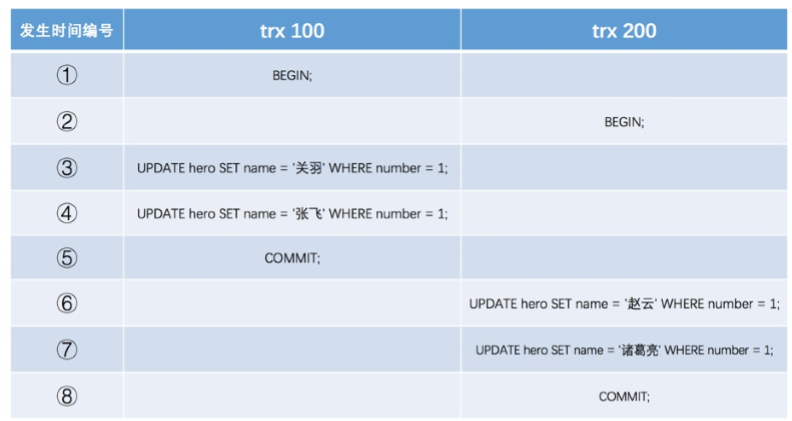 发生时间编号 trx 100 trx 200
① BEGIN;
② BEGIN;
③ UPDATE hero SET name = '关羽' WHERE number = 1;
④ UPDATE hero SET name = '张飞' WHERE number = 1;
⑤ COMMIT;
⑥ UPDATE hero SET name = '赵云' WHERE number = 1;
⑦ UPDATE hero SET name = '诸葛亮' WHERE number = 1;
⑧ COMMIT;